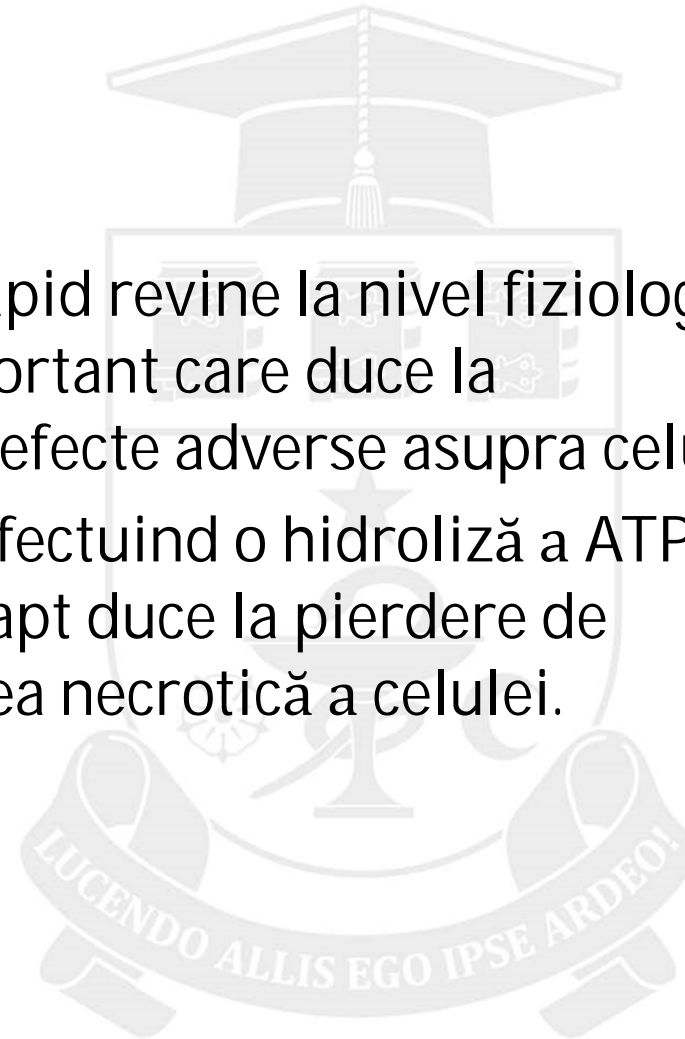 pid revine la nivel fiziolog
ortant care duce la
efecte adverse asupra celu
fectuind o hidroliză a ATP
apt duce la pierdere de
ea necrotică a celulei.
LUCENDO ALLIS EGO IPSE ARDEO!